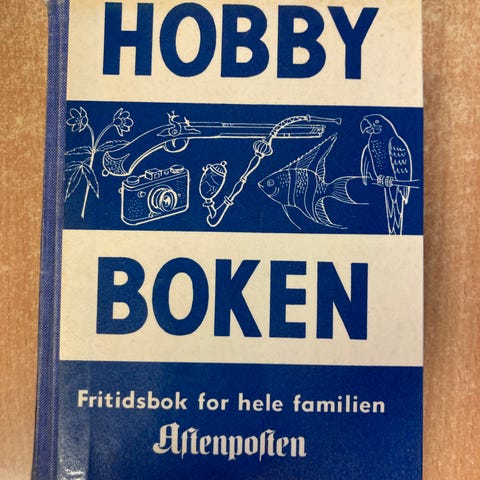 HOBBY
BOKEN
Fritidsbok for hele familien
Aftenpoſten